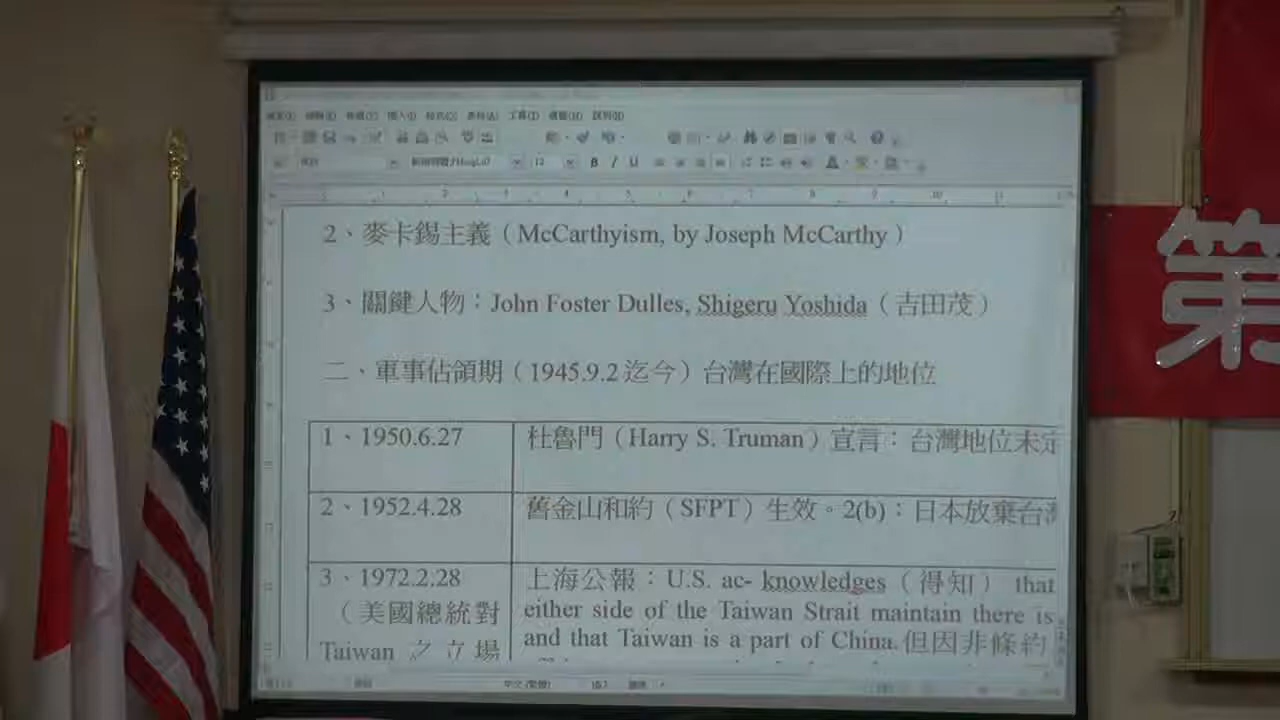 2、麥卡錫主義（McCarthyism, by Joseph McCarthy）
3、關鍵人物：John Foster Dulles, Shigeru Yoshida（吉田茂）
二、軍事佔領期（1945.9.2迄今）台灣在國際上的地位
1、1950.6.27
杜魯門（Harry S. Truman）宣言：台灣地位未定
2、1952.4.28
舊金山和約（SFPT）生效。2(b)：日本放棄台灣
3、1972.2.28
（美國總統對
Taiwan 之立場
上海公報：U.S. ac- knowledges（得知） that
either side of the Taiwan Strait maintain there is
and that Taiwan is a part of China.但因非條約
第